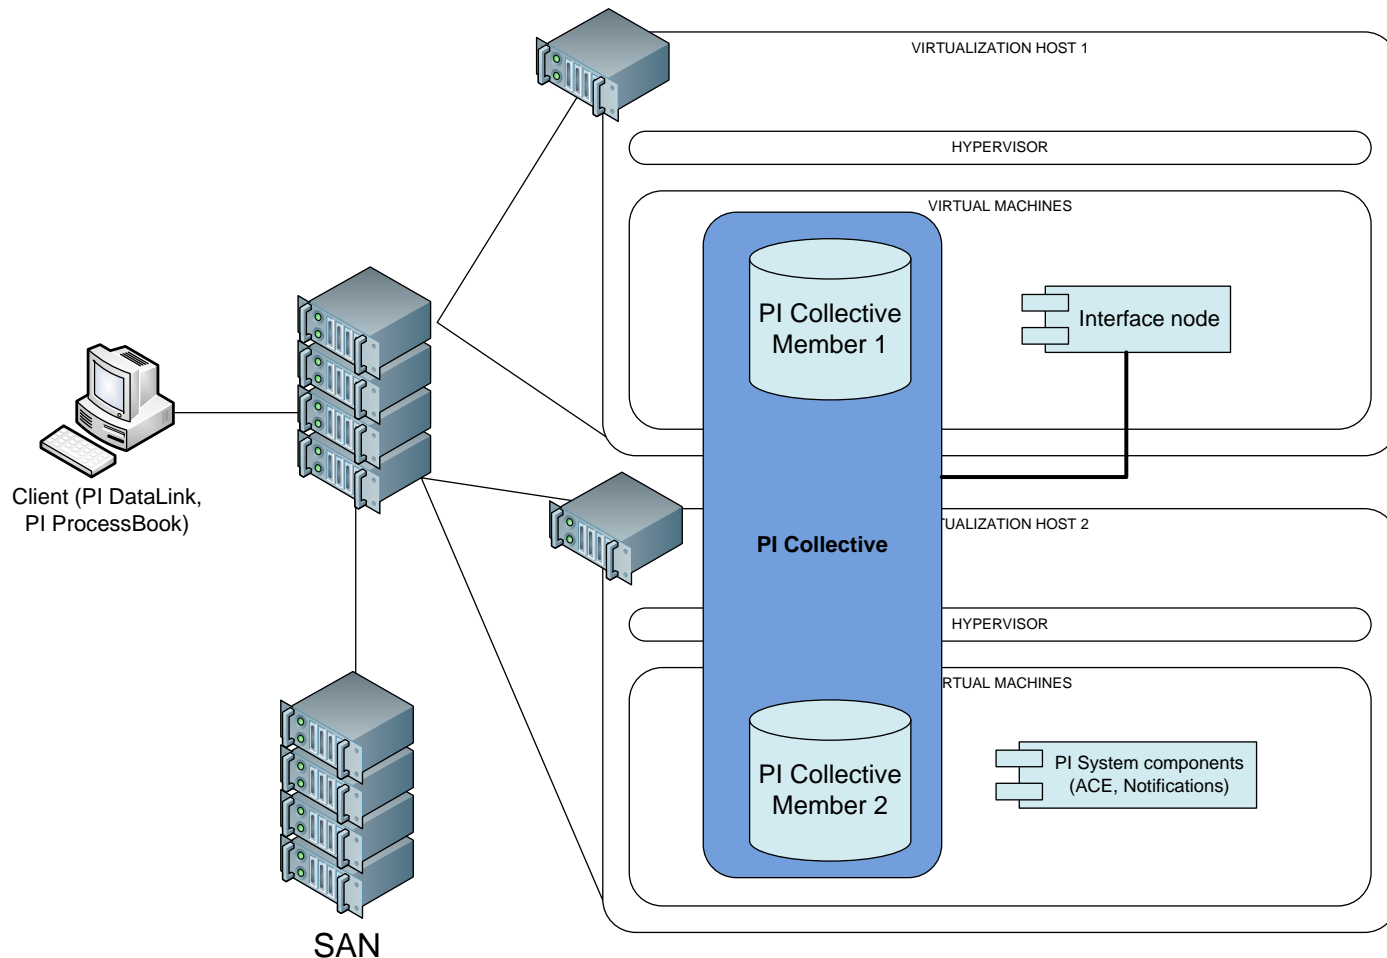 VIRTUALIZATION HOST 1
HYPERVISOR
VIRTUAL MACHINES
PI Collective
Member 1
Interface node
Client (PI DataLink,
PI ProcessBook)
TUALIZATION HOST 2
PI Collective
HYPERVISOR
RTUAL MACHINES
PI Collective
Member 2
PI System components
(ACE, Notifications)
SAN